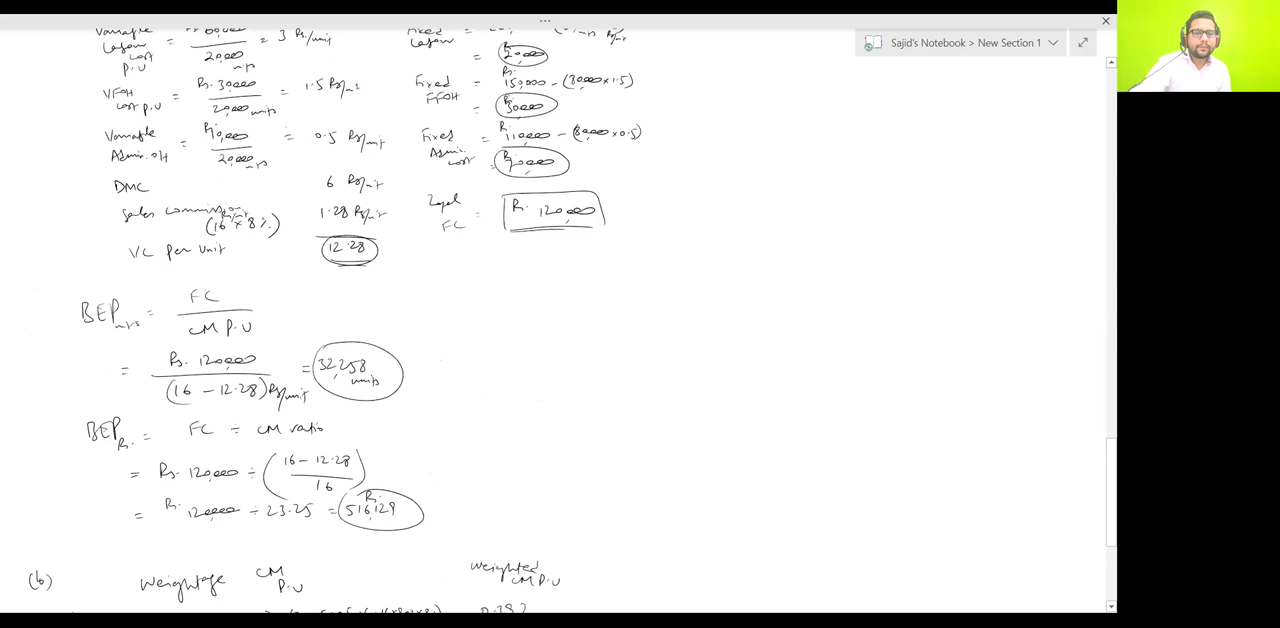 Sajid's Notebook > New Section 1
Variable Labour cost p.u = 20,000 units = 3 Rs/unit
Fixed Labour = Rs. 20,000
VFOH cost p.u = Rs. 30,000 / 20,000 units = 1.5 Rs/unit
Fixed FFOH = Rs. 150,000 - (80,000 x 1.5)
= Rs. 30,000
Variable Admin. OH = Rs. 10,000 / 20,000 units = 0.5 Rs/unit
Fixed Admin. cost = Rs. 110,000 - (80,000 x 0.5)
= Rs. 70,000
DMC 6 Rs/unit
Sales commission (16 Rs/unit x 8%) 1.28 Rs/unit
Total FC = Rs. 120,000
VC per unit 12.28
BEP units = FC / CM P.U
= Rs. 120,000 / (16 - 12.28) Rs/unit = 32,258 units
BEP Rs. = FC ÷ CM ratio
= Rs. 120,000 ÷ (16 - 12.28 / 16)
= Rs. 120,000 ÷ 23.25 = Rs. 516,129
(b) Weightage CM P.U Weighted CM P.U